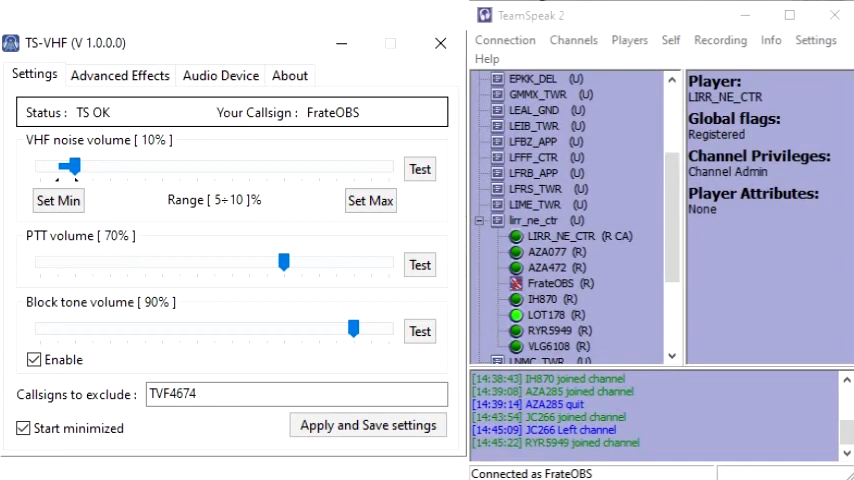 TS-VHF (V 1.0.0.0)
Settings
Advanced Effects
Audio Device
About
Status : TS OK
Your Callsign : FrateOBS
VHF noise volume [ 10% ]
Test
Set Min
Range [ 5÷10 ]%
Set Max
PTT volume [ 70% ]
Test
Block tone volume [ 90% ]
Test
Enable
Callsigns to exclude :
TVF4674
Start minimized
Apply and Save settings
TeamSpeak 2
Connection
Channels
Players
Self
Recording
Info
Settings
Help
EPKK_DEL (U)
GMMX_TWR (U)
LEAL_GND (U)
LEIB_TWR (U)
LFBZ_APP (U)
LFFF_CTR (U)
LFRB_APP (U)
LFRS_TWR (U)
LIME_TWR (U)
lirr_ne_ctr (U)
LIRR_NE_CTR (R CA)
AZA077 (R)
AZA472 (R)
FrateOBS (R)
IH870 (R)
LOT178 (R)
RYR5949 (R)
VLG6108 (R)
LNMC_TWR (U)
Player:
LIRR_NE_CTR
Global flags:
Registered
Channel Privileges:
Channel Admin
Player Attributes:
None
[14:38:43] IH870 joined channel
[14:39:08] AZA285 joined channel
[14:39:14] AZA285 quit
[14:43:54] JC266 joined channel
[14:45:09] JC266 Left channel
[14:45:22] RYR5949 joined channel
Connected as FrateOBS